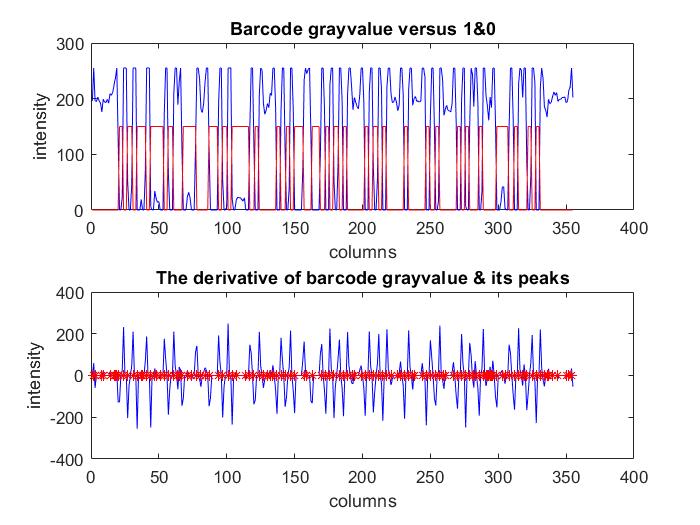 Barcode grayvalue versus 1&0
300
200
100
0
intensity
0 50 100 150 200 250 300 350 400
columns
The derivative of barcode grayvalue & its peaks
400
200
0
-200
-400
intensity
0 50 100 150 200 250 300 350 400
columns